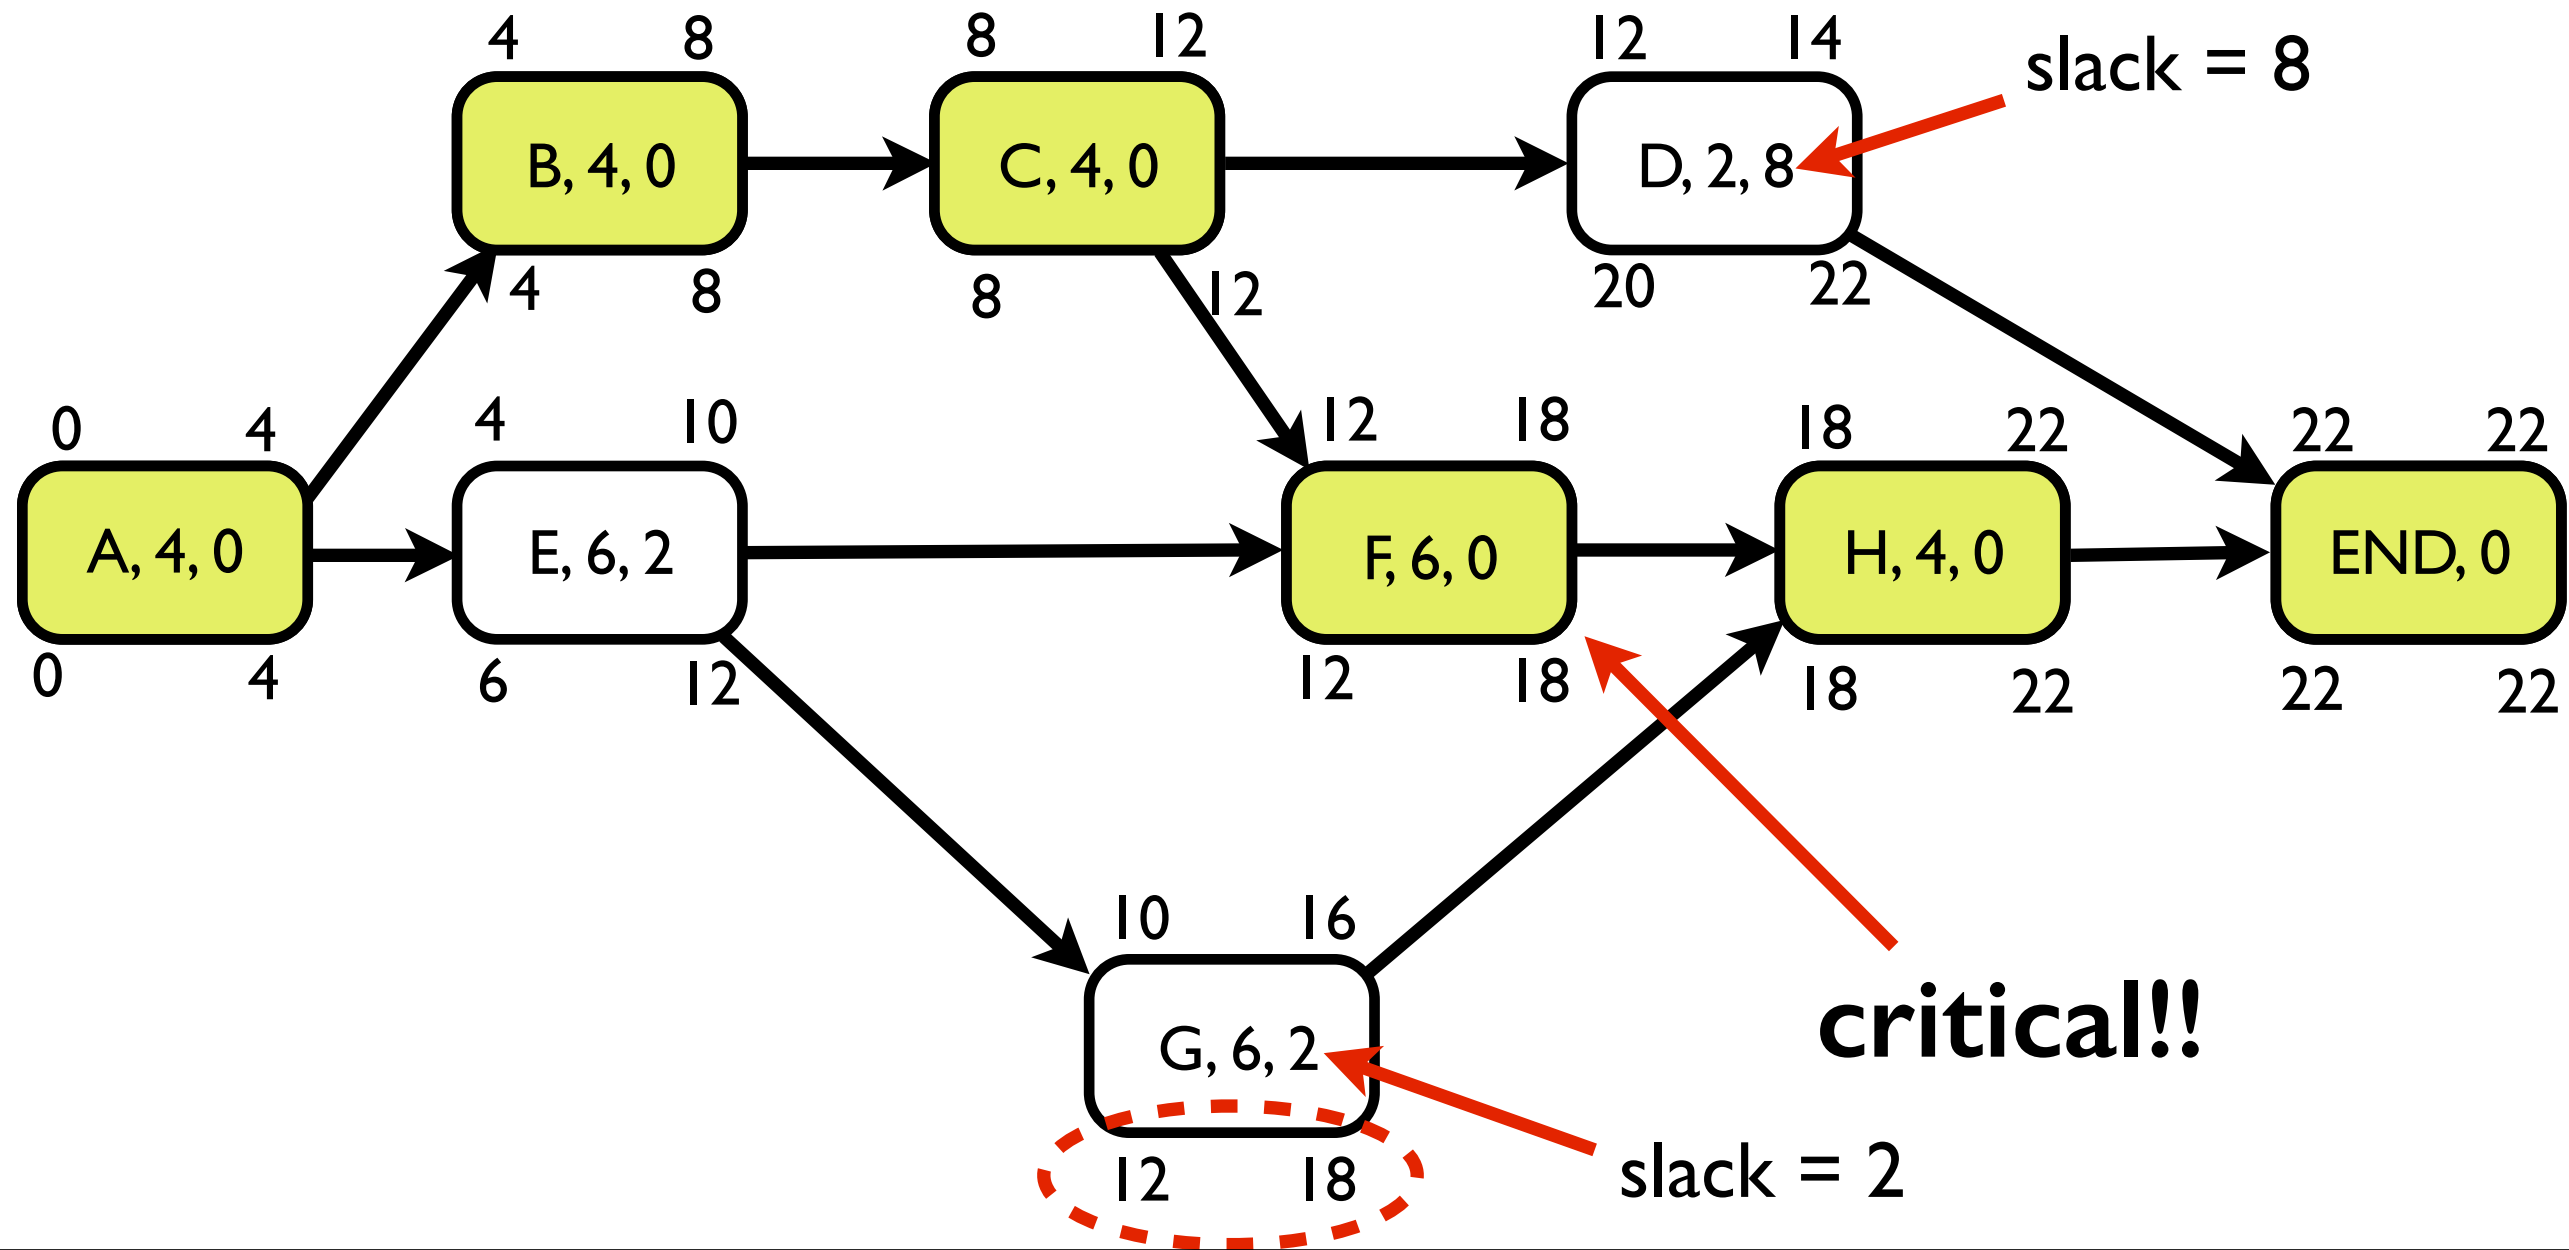 4 8 8 12 12 14
slack = 8
B, 4, 0 C, 4, 0 D, 2, 8
4 8 8 12 20 22
0 4 4 10 12 18 18 22 22 22
A, 4, 0 E, 6, 2 F, 6, 0 H, 4, 0 END, 0
0 4 6 12 12 18 18 22 22 22
10 16
critical!!
G, 6, 2
12 18
slack = 2